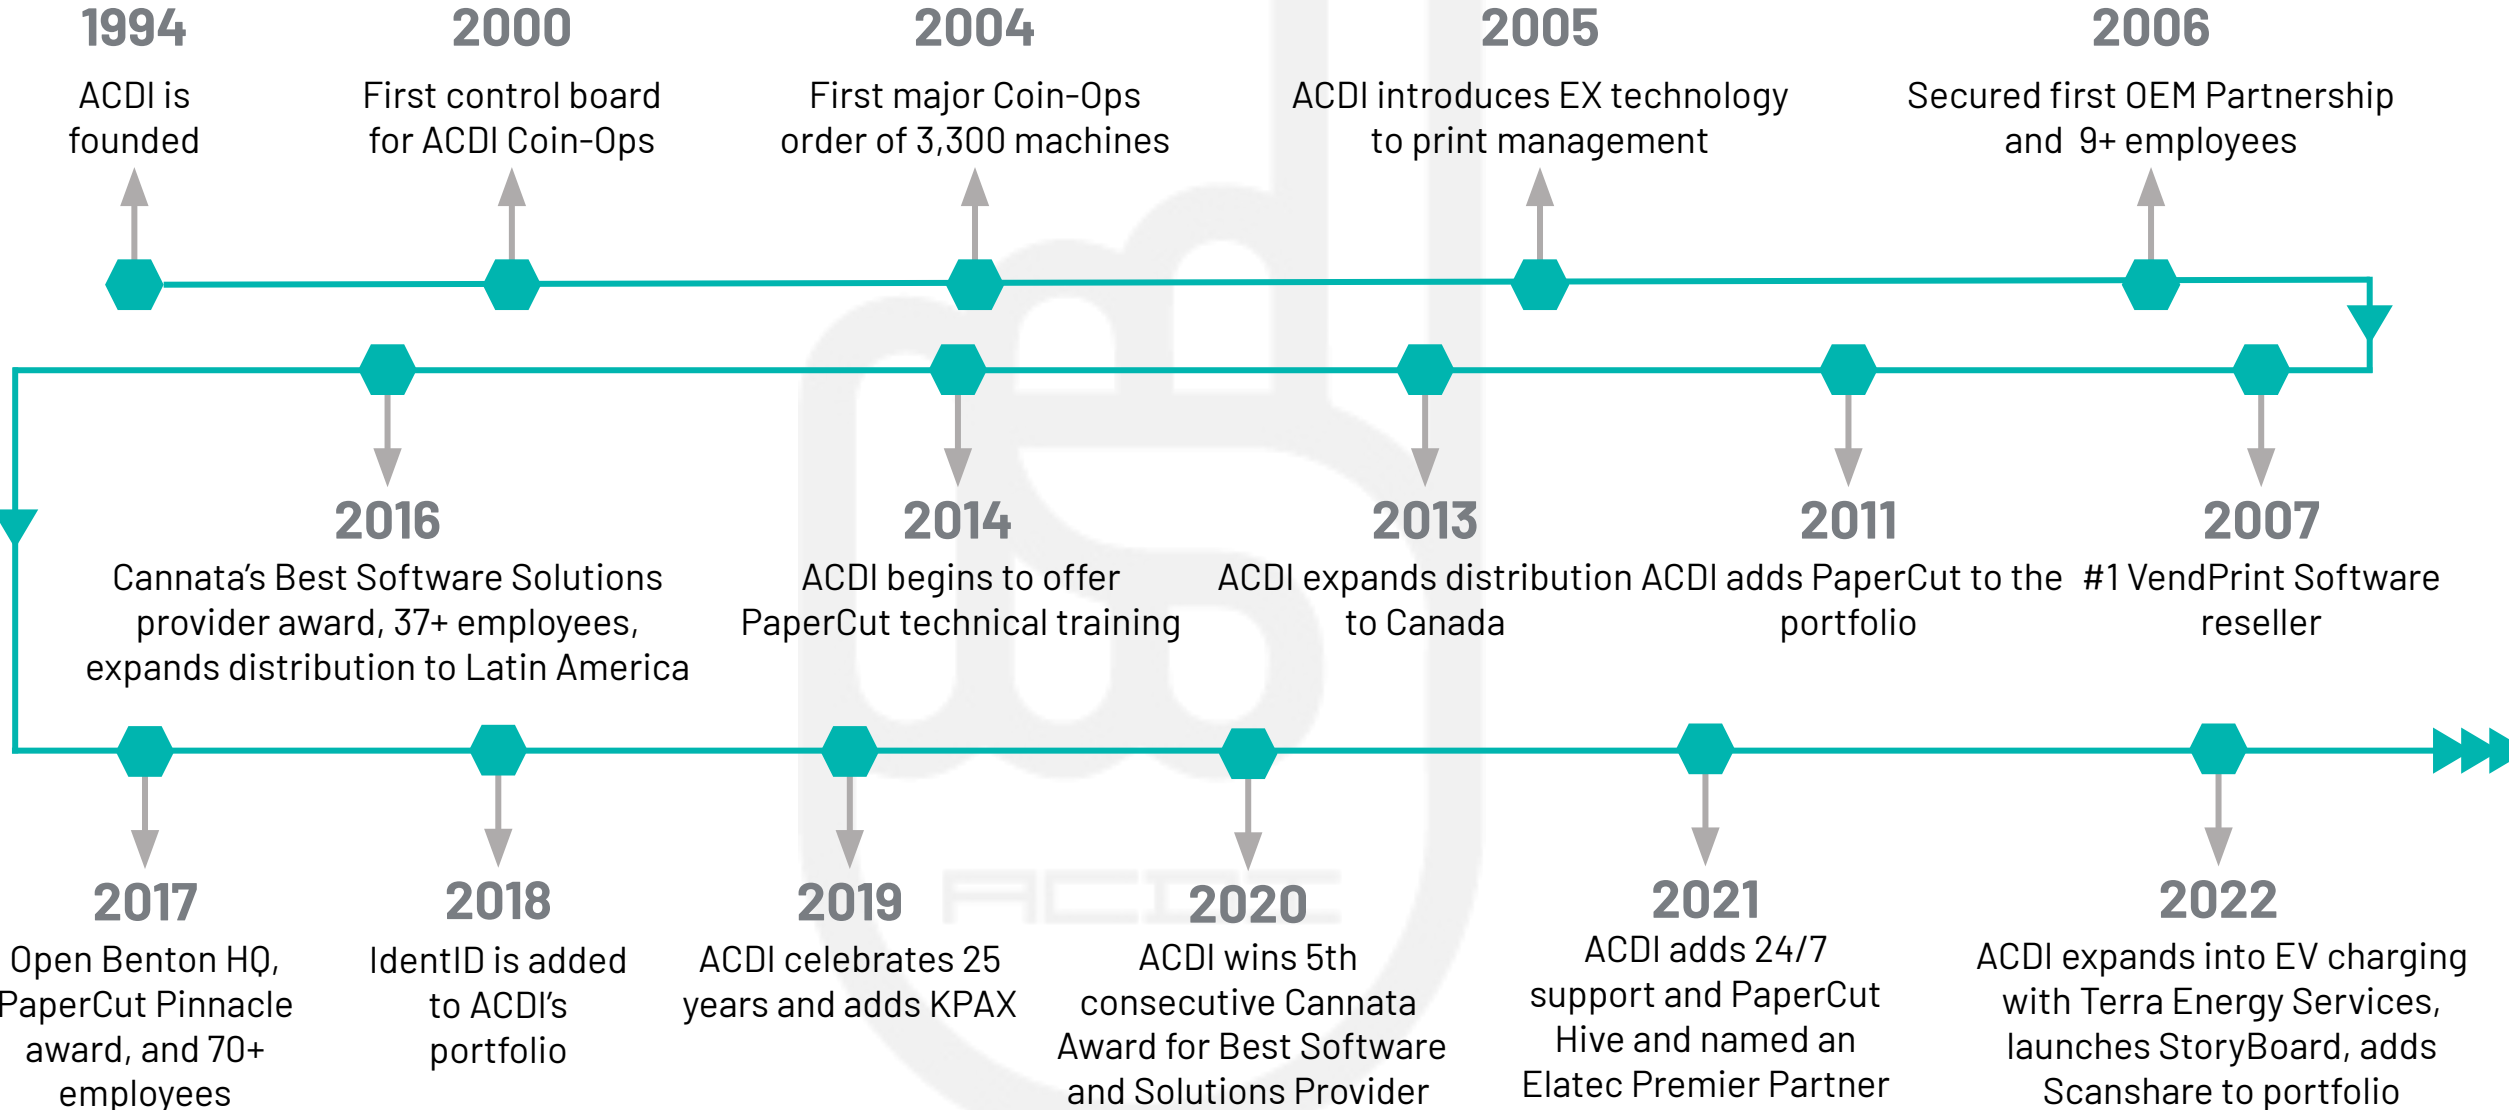 1994
ACDI is
founded
2000
First control board
for ACDI Coin-Ops
2004
First major Coin-Ops
order of 3,300 machines
2005
ACDI introduces EX technology
to print management
2006
Secured first OEM Partnership
and 9+ employees
2007
#1 VendPrint Software
reseller
2011
ACDI adds PaperCut to the
portfolio
2013
ACDI expands distribution
to Canada
2014
ACDI begins to offer
PaperCut technical training
2016
Cannata's Best Software Solutions
provider award, 37+ employees,
expands distribution to Latin America
2017
Open Benton HQ,
PaperCut Pinnacle
award, and 70+
employees
2018
IdentID is added
to ACDI's
portfolio
2019
ACDI celebrates 25
years and adds KPAX
2020
ACDI wins 5th
consecutive Cannata
Award for Best Software
and Solutions Provider
2021
ACDI adds 24/7
support and PaperCut
Hive and named an
Elatec Premier Partner
2022
ACDI expands into EV charging
with Terra Energy Services,
launches StoryBoard, adds
Scanshare to portfolio
ACDI